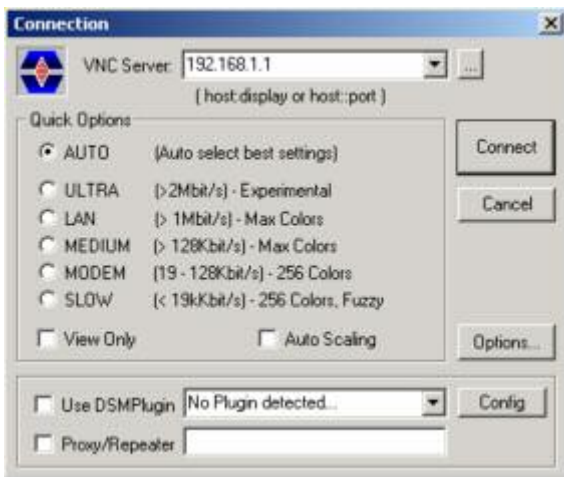 Connection
VNC Server: 192.168.1.1 ...
( host:display or host::port )
Quick Options
AUTO (Auto select best settings)
Connect
ULTRA (>2Mbit/s) - Experimental
LAN (> 1Mbit/s) - Max Colors
Cancel
MEDIUM (> 128Kbit/s) - Max Colors
MODEM (19 - 128Kbit/s) - 256 Colors
SLOW (< 19kKbit/s) - 256 Colors, Fuzzy
View Only Auto Scaling Options...
Use DSMPlugin No Plugin detected... Config
Proxy/Repeater